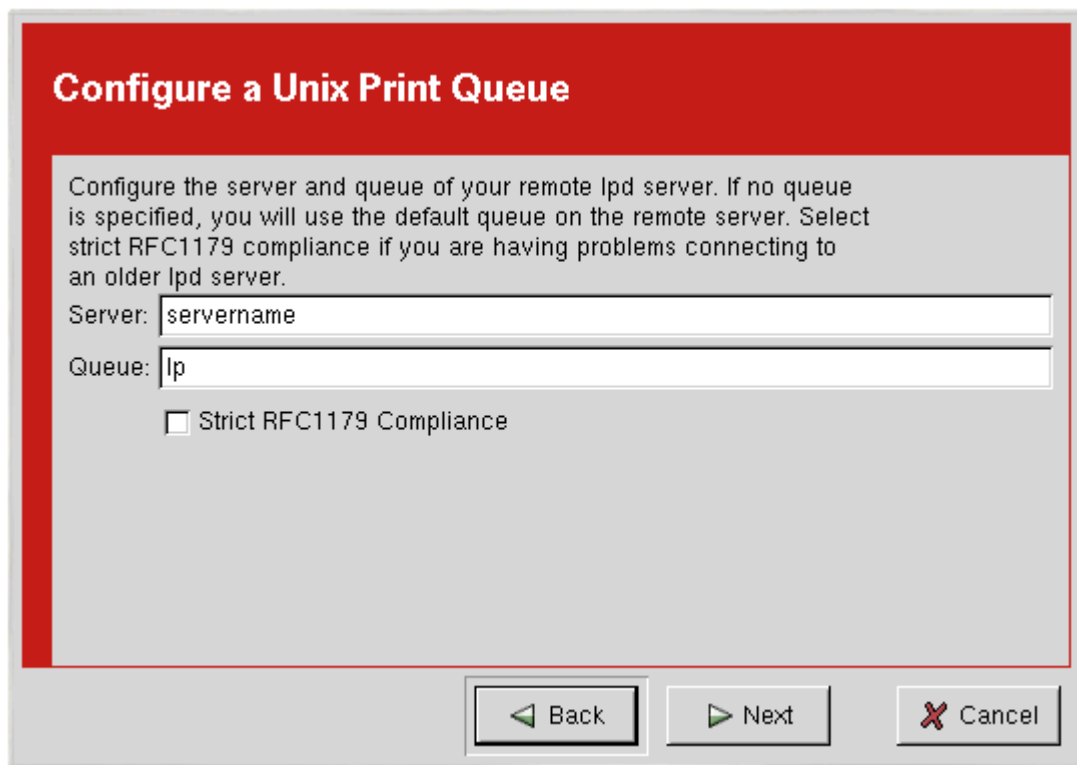 Configure a Unix Print Queue
Configure the server and queue of your remote lpd server. If no queue
is specified, you will use the default queue on the remote server. Select
strict RFC1179 compliance if you are having problems connecting to
an older lpd server.
Server: servername
Queue: lp
Strict RFC1179 Compliance
Back Next Cancel